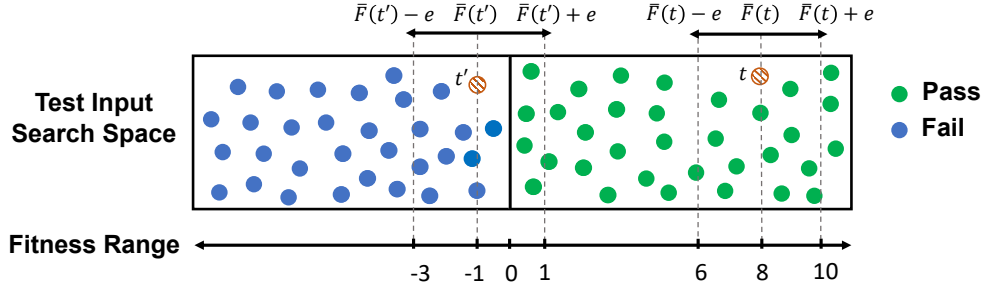 F̄(t′) − e F̄(t′) F̄(t′) + e F̄(t) − e F̄(t) F̄(t) + e
t′ t
Test Input
Search Space
Pass
Fail
Fitness Range
-3 -1 0 1 6 8 10